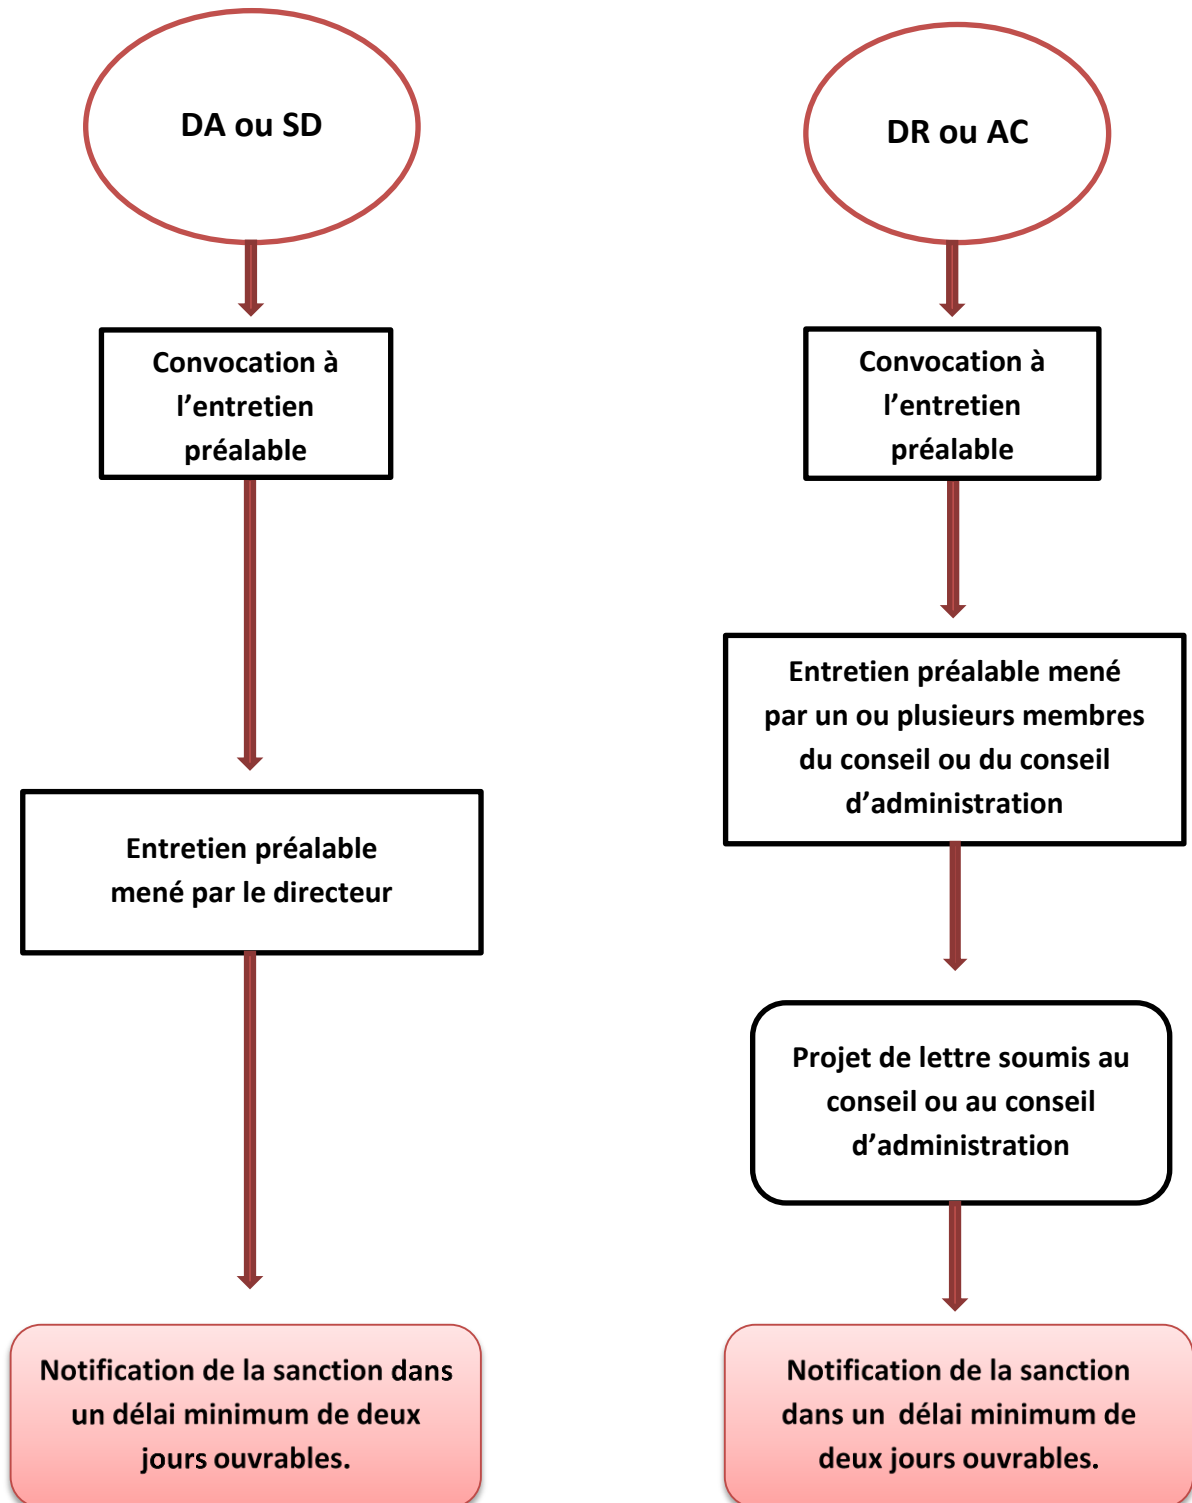 DA ou SD
Convocation à
l’entretien
préalable
Entretien préalable
mené par le directeur
Notification de la sanction dans
un délai minimum de deux
jours ouvrables.
DR ou AC
Convocation à
l’entretien
préalable
Entretien préalable mené
par un ou plusieurs membres
du conseil ou du conseil
d’administration
Projet de lettre soumis au
conseil ou au conseil
d’administration
Notification de la sanction
dans un délai minimum de
deux jours ouvrables.